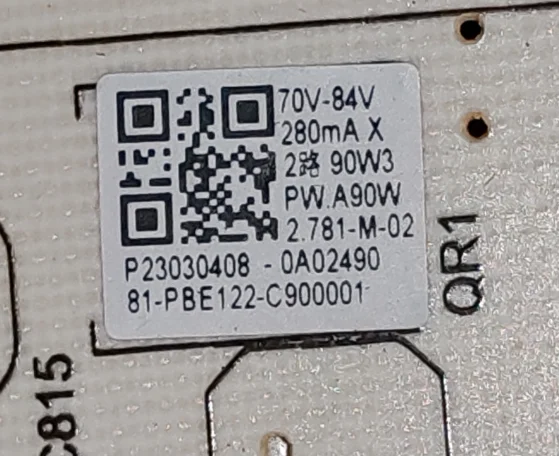 70V-84V
280mA X
2路 90W3
PW.A90W
2.781-M-02
P23030408 - 0A02490
81-PBE122-C900001
QR1
C815